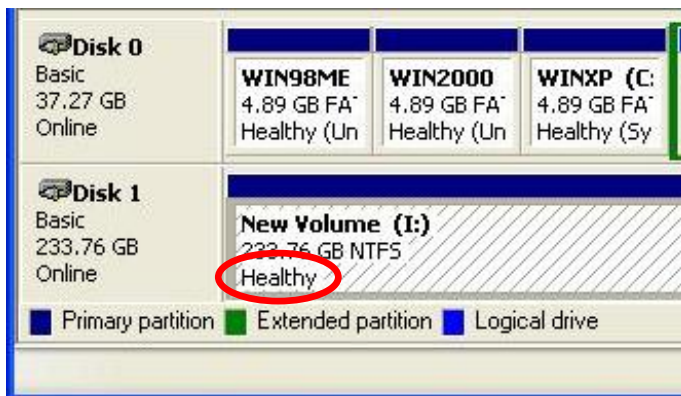 Disk 0
Basic
37.27 GB
Online
WIN98ME
4.89 GB FA
Healthy (Un
WIN2000
4.89 GB FA
Healthy (Un
WINXP (C:
4.89 GB FA
Healthy (Sy
Disk 1
Basic
233.76 GB
Online
New Volume (I:)
233.76 GB NTFS
Healthy
Primary partition Extended partition Logical drive